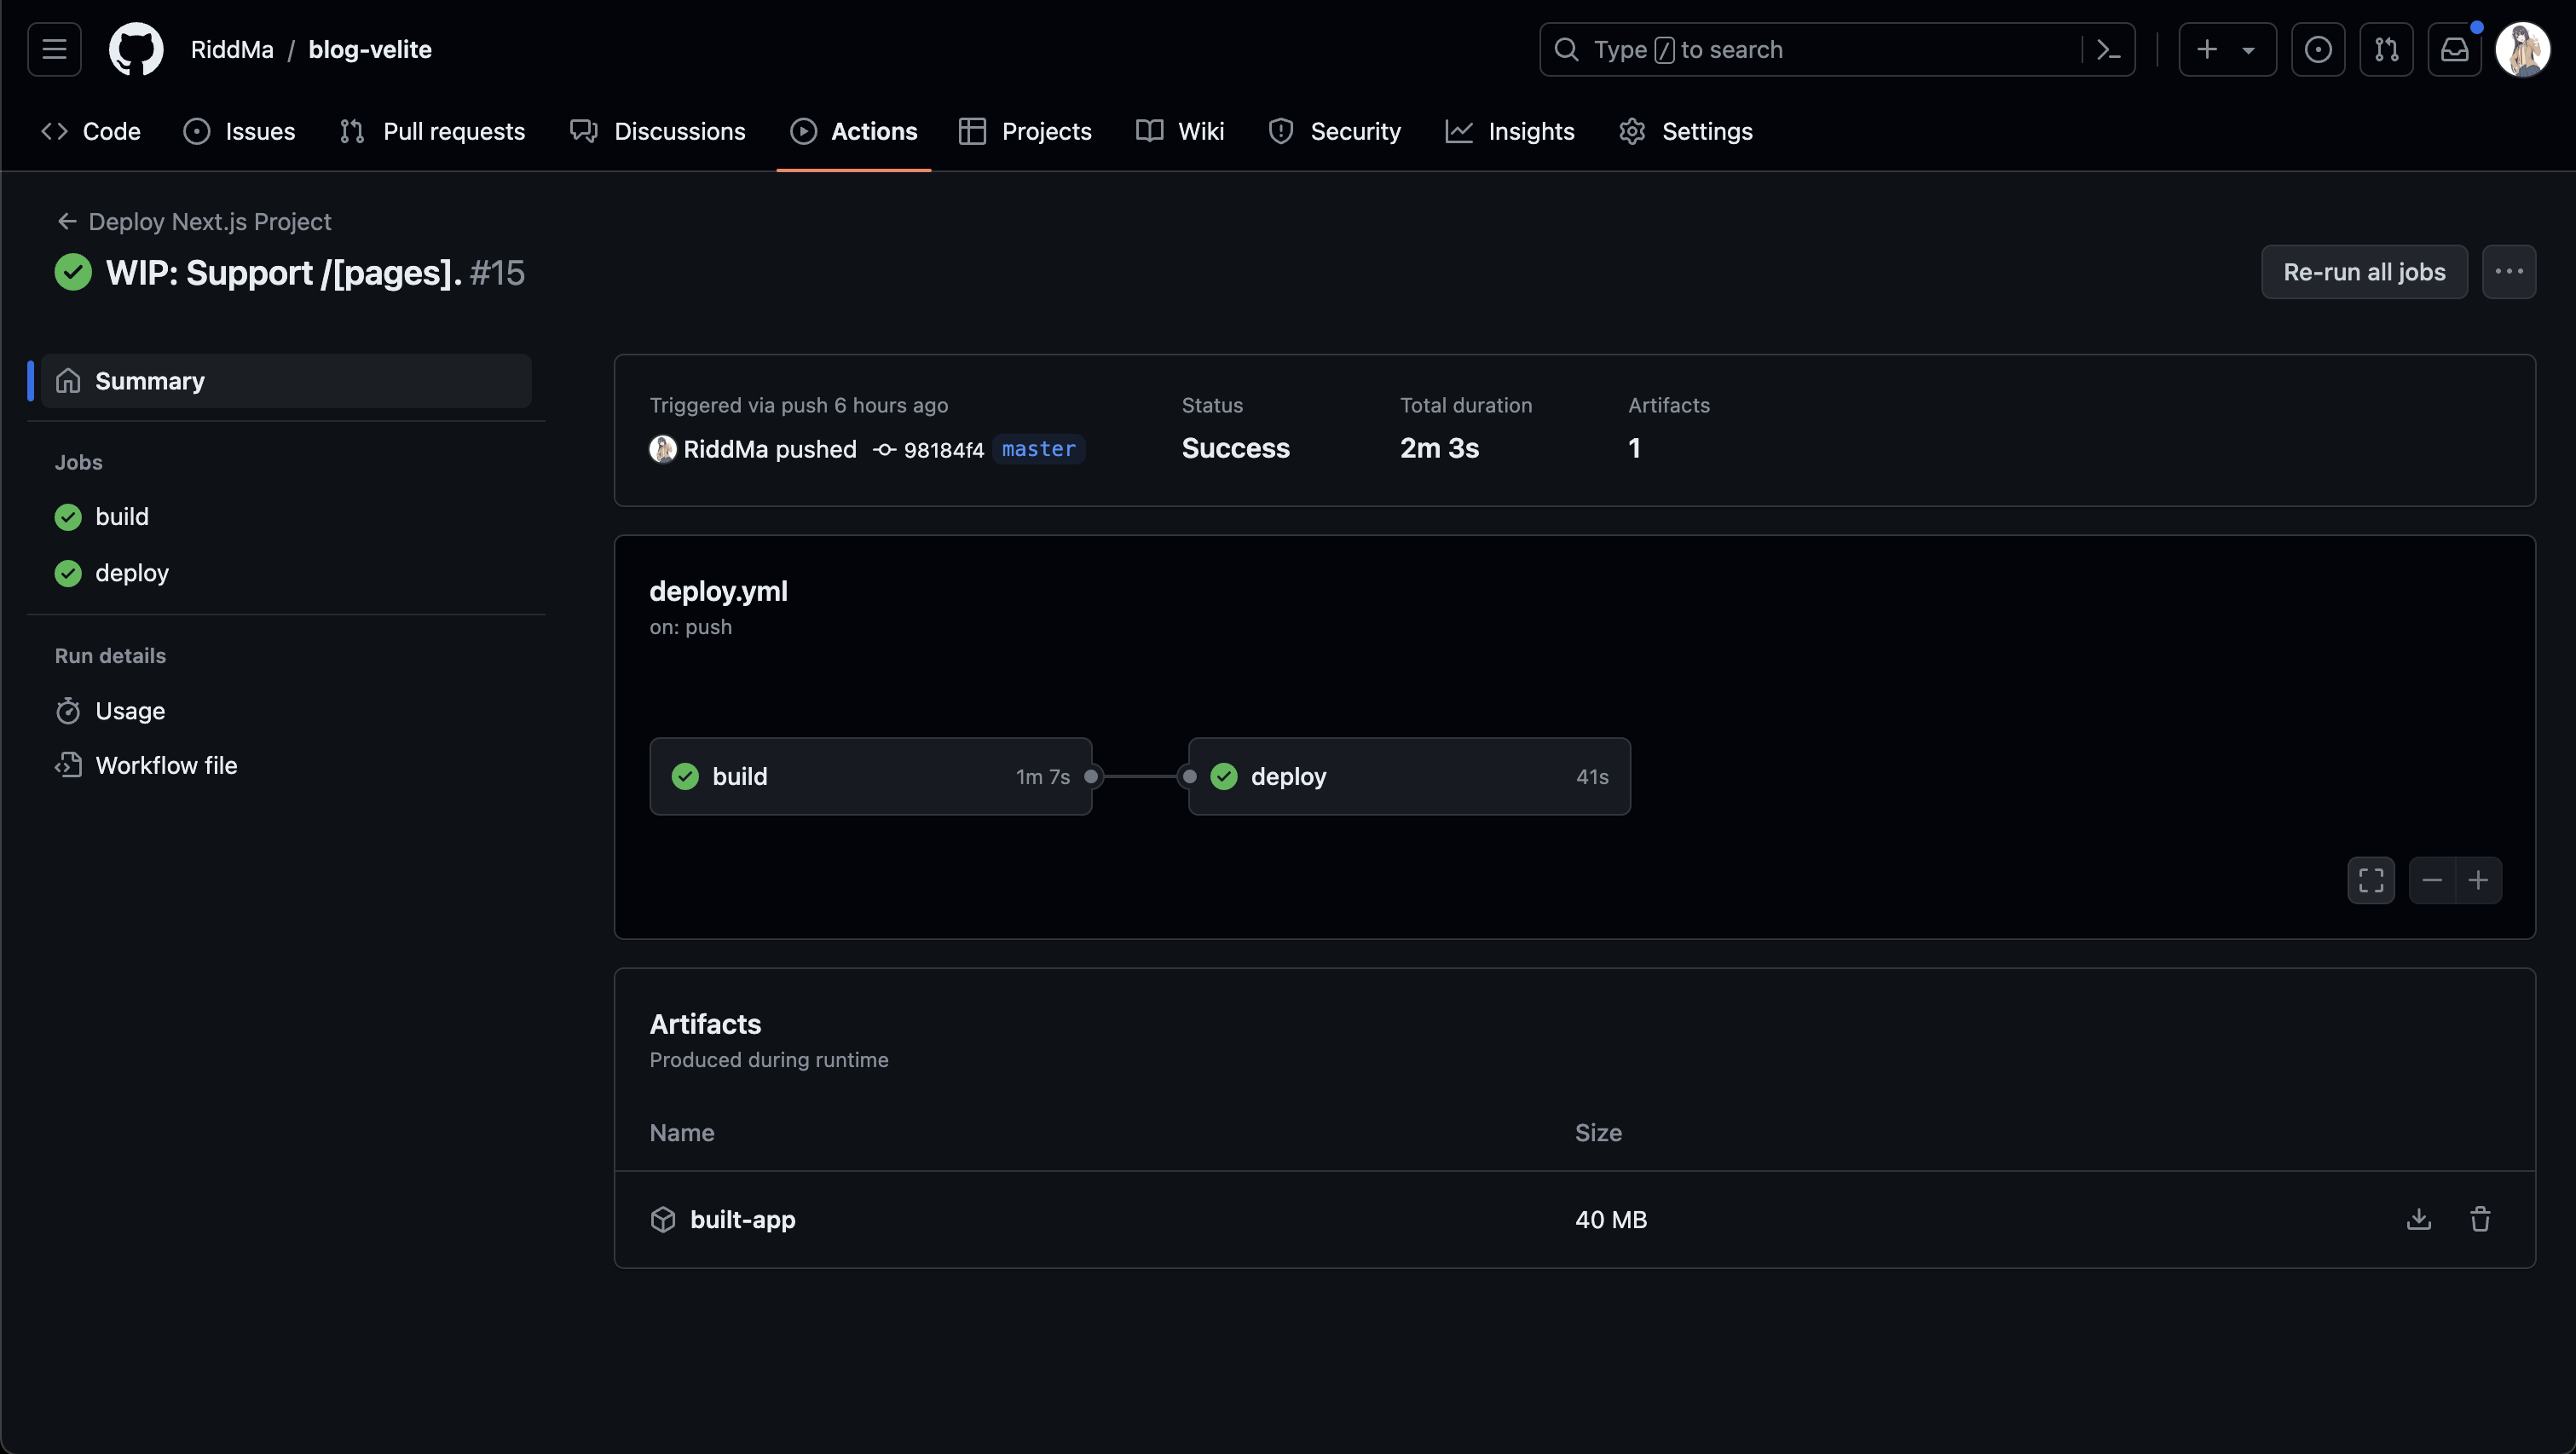 RiddMa / blog-velite
Type / to search
Code
Issues
Pull requests
Discussions
Actions
Projects
Wiki
Security
Insights
Settings
Deploy Next.js Project
WIP: Support /[pages]. #15
Re-run all jobs
Summary
Jobs
build
deploy
Run details
Usage
Workflow file
Triggered via push 6 hours ago
RiddMa pushed 98184f4 master
Status
Success
Total duration
2m 3s
Artifacts
1
deploy.yml
on: push
build 1m 7s
deploy 41s
Artifacts
Produced during runtime
Name Size
built-app 40 MB